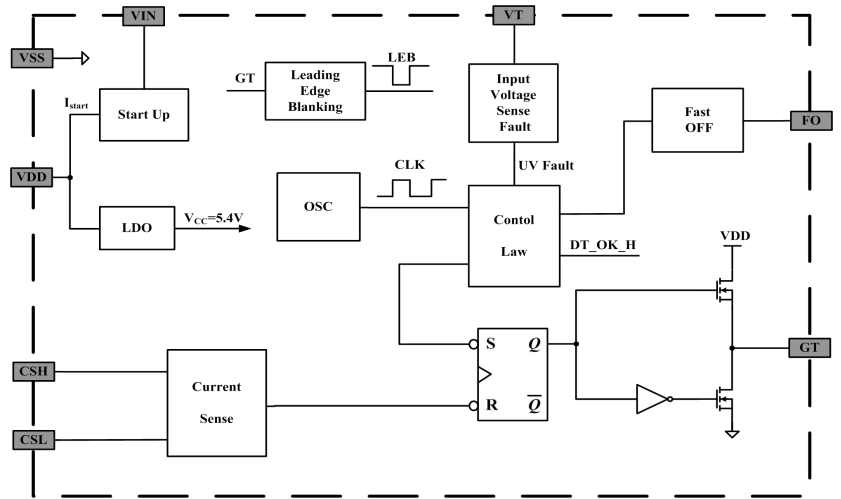 VIN
VT
VSS
GT
Leading
Edge
Blanking
LEB
Input
Voltage
Sense
Fault
Istart
Start Up
Fast
OFF
FO
VDD
UV Fault
CLK
OSC
LDO
VCC=5.4V
Contol
Law
DT_OK_H
VDD
S
Q
GT
CSH
Current
Sense
R
Q
CSL